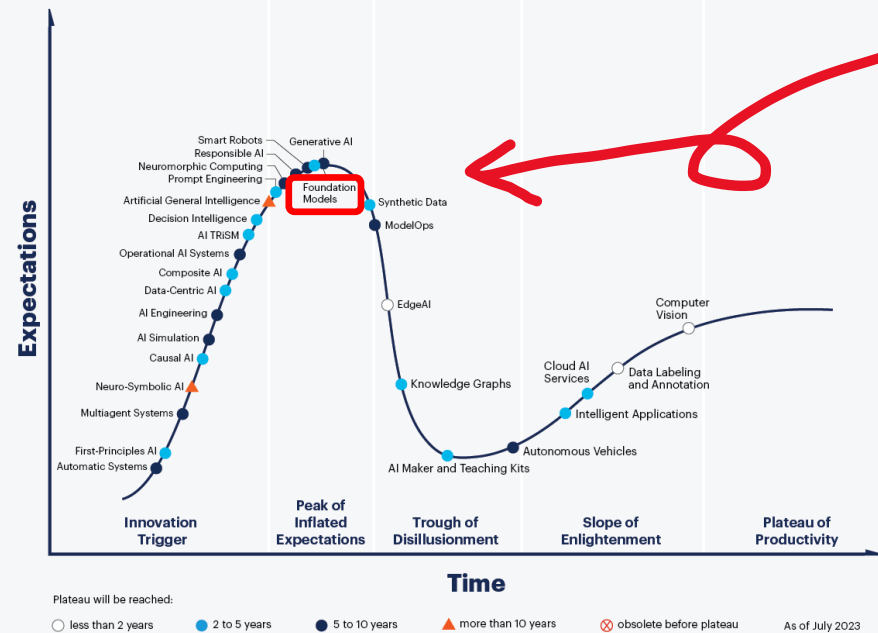 Expectations
Smart Robots
Responsible AI
Neuromorphic Computing
Prompt Engineering
Artificial General Intelligence
Decision Intelligence
AI TRiSM
Operational AI Systems
Composite AI
Data-Centric AI
AI Engineering
AI Simulation
Causal AI
Neuro-Symbolic AI
Multiagent Systems
First-Principles AI
Automatic Systems
Generative AI
Foundation
Models
Synthetic Data
ModelOps
EdgeAI
Knowledge Graphs
AI Maker and Teaching Kits
Autonomous Vehicles
Intelligent Applications
Cloud AI
Services
Data Labeling
and Annotation
Computer
Vision
Innovation
Trigger
Peak of
Inflated
Expectations
Trough of
Disillusionment
Slope of
Enlightenment
Plateau of
Productivity
Time
Plateau will be reached:
less than 2 years
2 to 5 years
5 to 10 years
more than 10 years
obsolete before plateau
As of July 2023